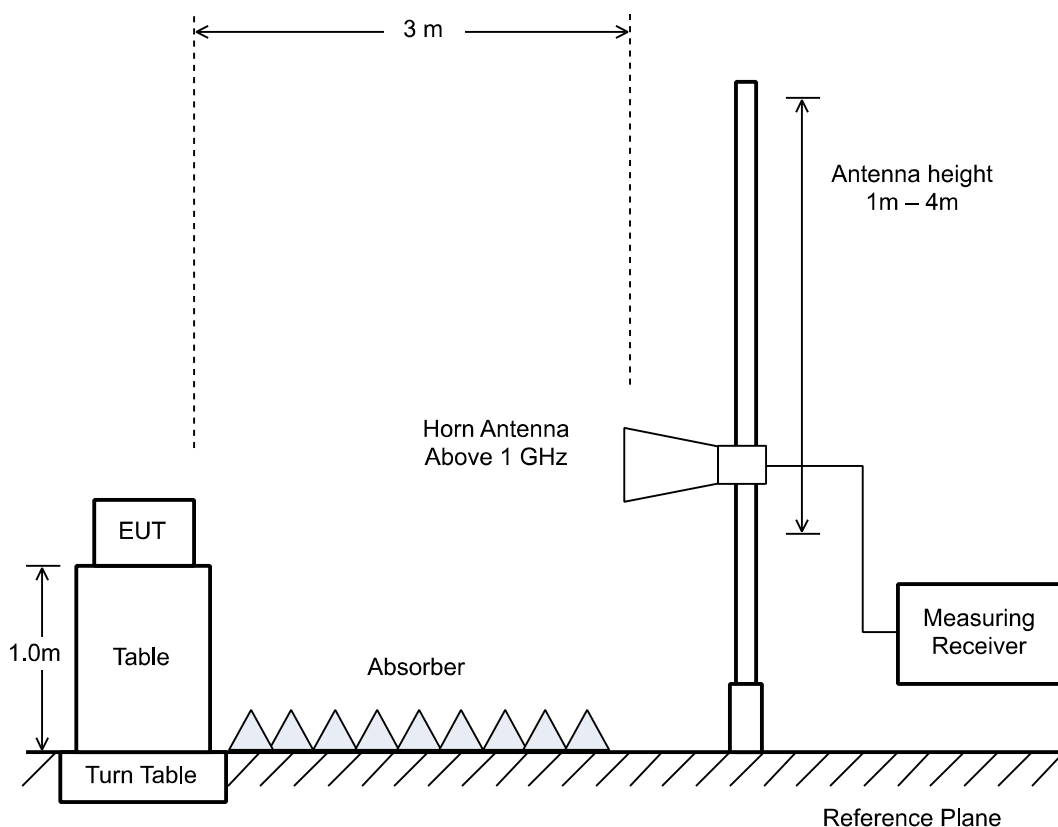 3 m
Antenna height
1m – 4m
Horn Antenna
Above 1 GHz
EUT
1.0m
Table
Absorber
Measuring
Receiver
Turn Table
Reference Plane